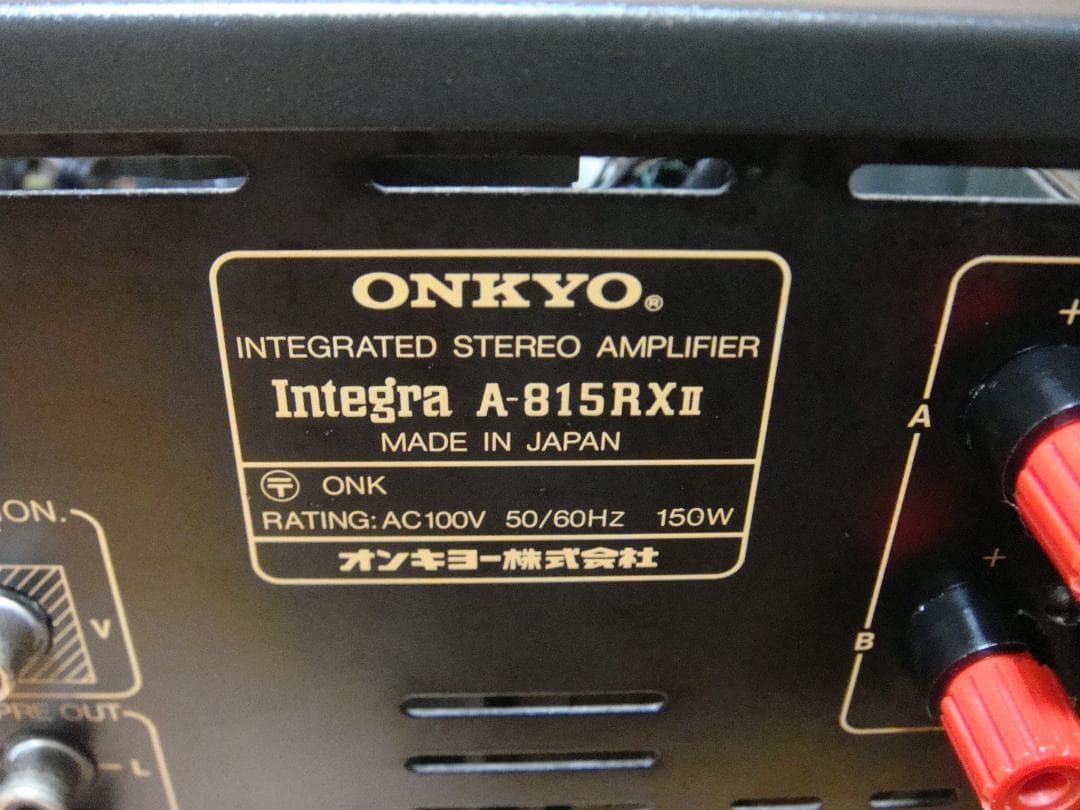 ONKYO®
INTEGRATED STEREO AMPLIFIER
Integra A-815RXII
MADE IN JAPAN
〒 ONK
RATING: AC100V 50/60Hz 150W
オンキヨー株式会社
+
A
+
B
ION.
V
PRE OUT
L